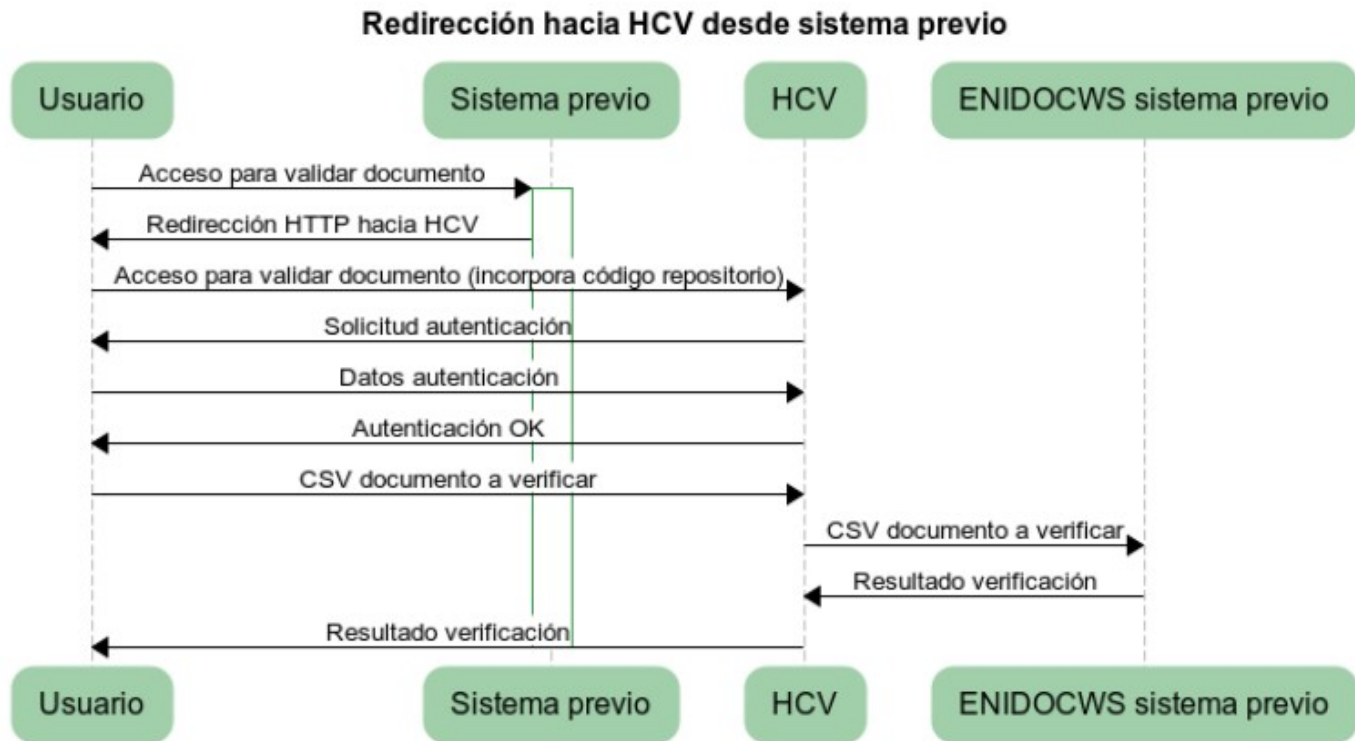 Redirección hacia HCV desde sistema previo
Usuario
Sistema previo
HCV
ENIDOCWS sistema previo
Acceso para validar documento
Redirección HTTP hacia HCV
Acceso para validar documento (incorpora código repositorio)
Solicitud autenticación
Datos autenticación
Autenticación OK
CSV documento a verificar
CSV documento a verificar
Resultado verificación
Resultado verificación
Usuario
Sistema previo
HCV
ENIDOCWS sistema previo